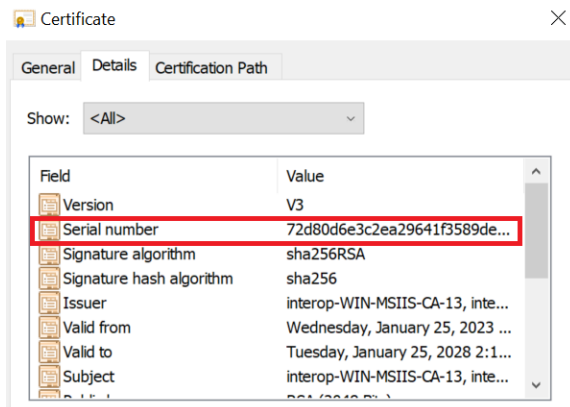 Certificate
General Details Certification Path
Show: <All>
Field Value
Version V3
Serial number 72d80d6e3c2ea29641f3589de...
Signature algorithm sha256RSA
Signature hash algorithm sha256
Issuer interop-WIN-MSIIS-CA-13, inte...
Valid from Wednesday, January 25, 2023 ...
Valid to Tuesday, January 25, 2028 2:1...
Subject interop-WIN-MSIIS-CA-13, inte...